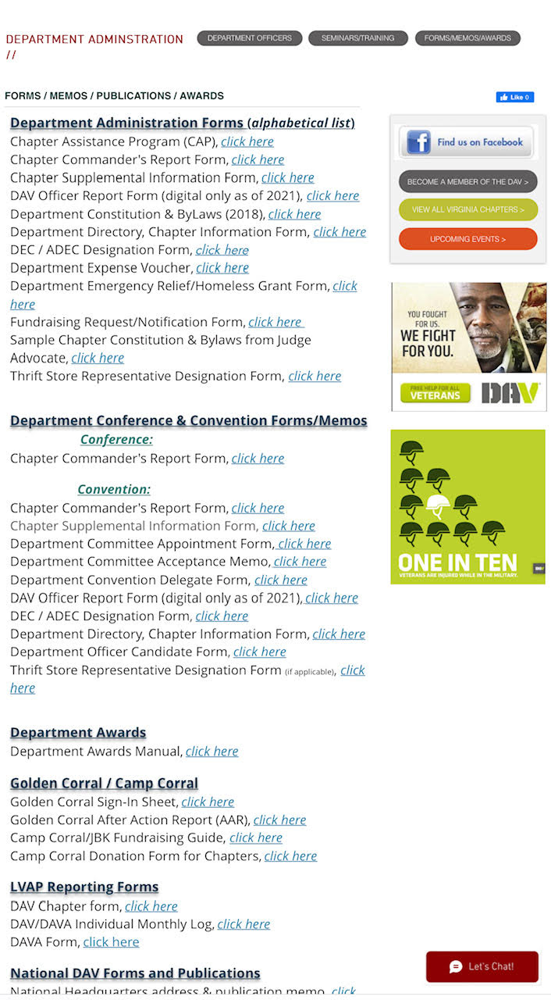 DEPARTMENT ADMINSTRATION
//
DEPARTMENT OFFICERS
SEMINARS/TRAINING
FORMS/MEMOS/AWARDS
FORMS / MEMOS / PUBLICATIONS / AWARDS
Like 0
Department Administration Forms (alphabetical list)
Chapter Assistance Program (CAP), click here
Chapter Commander's Report Form, click here
Chapter Supplemental Information Form, click here
DAV Officer Report Form (digital only as of 2021), click here
Department Constitution & ByLaws (2018), click here
Department Directory, Chapter Information Form, click here
DEC / ADEC Designation Form, click here
Department Expense Voucher, click here
Department Emergency Relief/Homeless Grant Form, click
here
Fundraising Request/Notification Form, click here
Sample Chapter Constitution & Bylaws from Judge
Advocate, click here
Thrift Store Representative Designation Form, click here
Department Conference & Convention Forms/Memos
Conference:
Chapter Commander's Report Form, click here
Convention:
Chapter Commander's Report Form, click here
Chapter Supplemental Information Form, click here
Department Committee Appointment Form, click here
Department Committee Acceptance Memo, click here
Department Convention Delegate Form, click here
DAV Officer Report Form (digital only as of 2021), click here
DEC / ADEC Designation Form, click here
Department Directory, Chapter Information Form, click here
Department Officer Candidate Form, click here
Thrift Store Representative Designation Form (if applicable), click
here
Department Awards
Department Awards Manual, click here
Golden Corral / Camp Corral
Golden Corral Sign-In Sheet, click here
Golden Corral After Action Report (AAR), click here
Camp Corral/JBK Fundraising Guide, click here
Camp Corral Donation Form for Chapters, click here
LVAP Reporting Forms
DAV Chapter form, click here
DAV/DAVA Individual Monthly Log, click here
DAVA Form, click here
National DAV Forms and Publications
National Headquarters address & publication memo, click
f Find us on Facebook
BECOME A MEMBER OF THE DAV >
VIEW ALL VIRGINIA CHAPTERS >
UPCOMING EVENTS >
YOU FOUGHT
FOR US.
WE FIGHT
FOR YOU.
FREE HELP FOR ALL
VETERANS
DAV
ONE IN TEN
VETERANS ARE INJURED WHILE IN THE MILITARY.
Let's Chat!